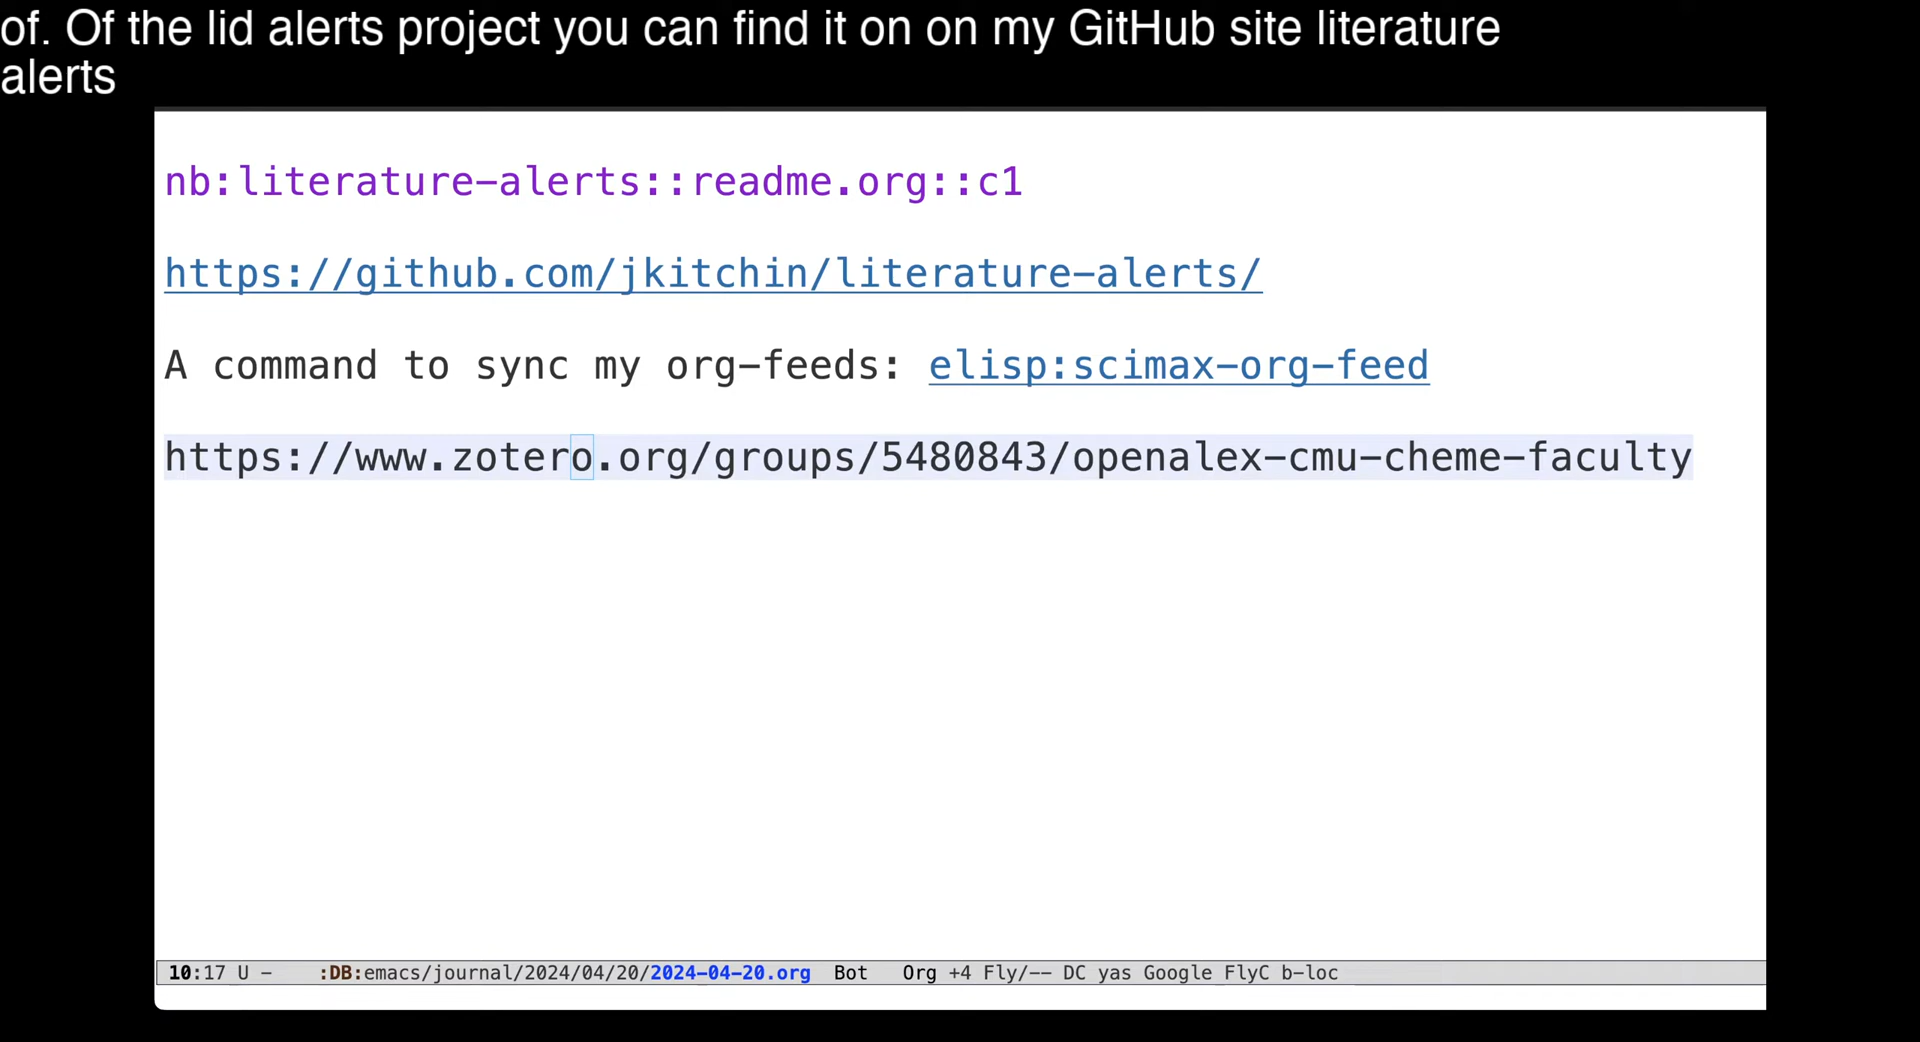 of. Of the lid alerts project you can find it on on my GitHub site literature
alerts
nb:literature-alerts::readme.org::c1
https://github.com/jkitchin/literature-alerts/
A command to sync my org-feeds: elisp:scimax-org-feed
https://www.zotero.org/groups/5480843/openalex-cmu-cheme-faculty
10:17 U - :DB:emacs/journal/2024/04/20/2024-04-20.org Bot Org +4 Fly/-- DC yas Google FlyC b-loc